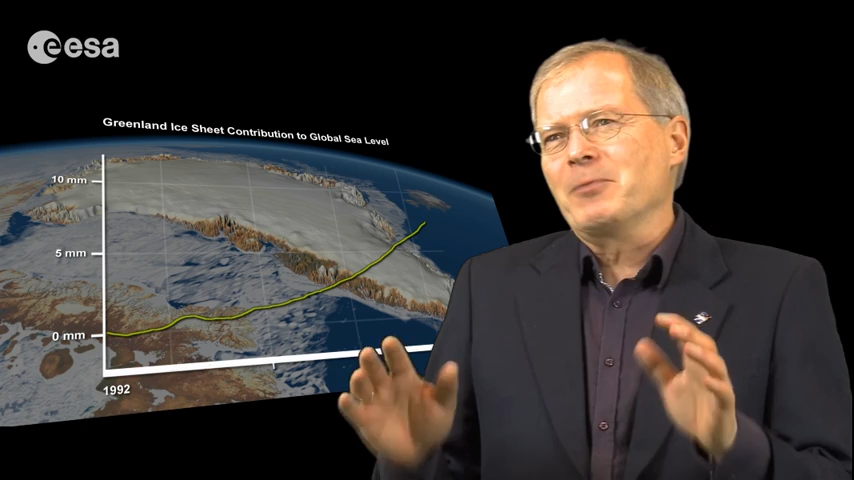 esa
Greenland Ice Sheet Contribution to Global Sea Level
10 mm
5 mm
0 mm
1992